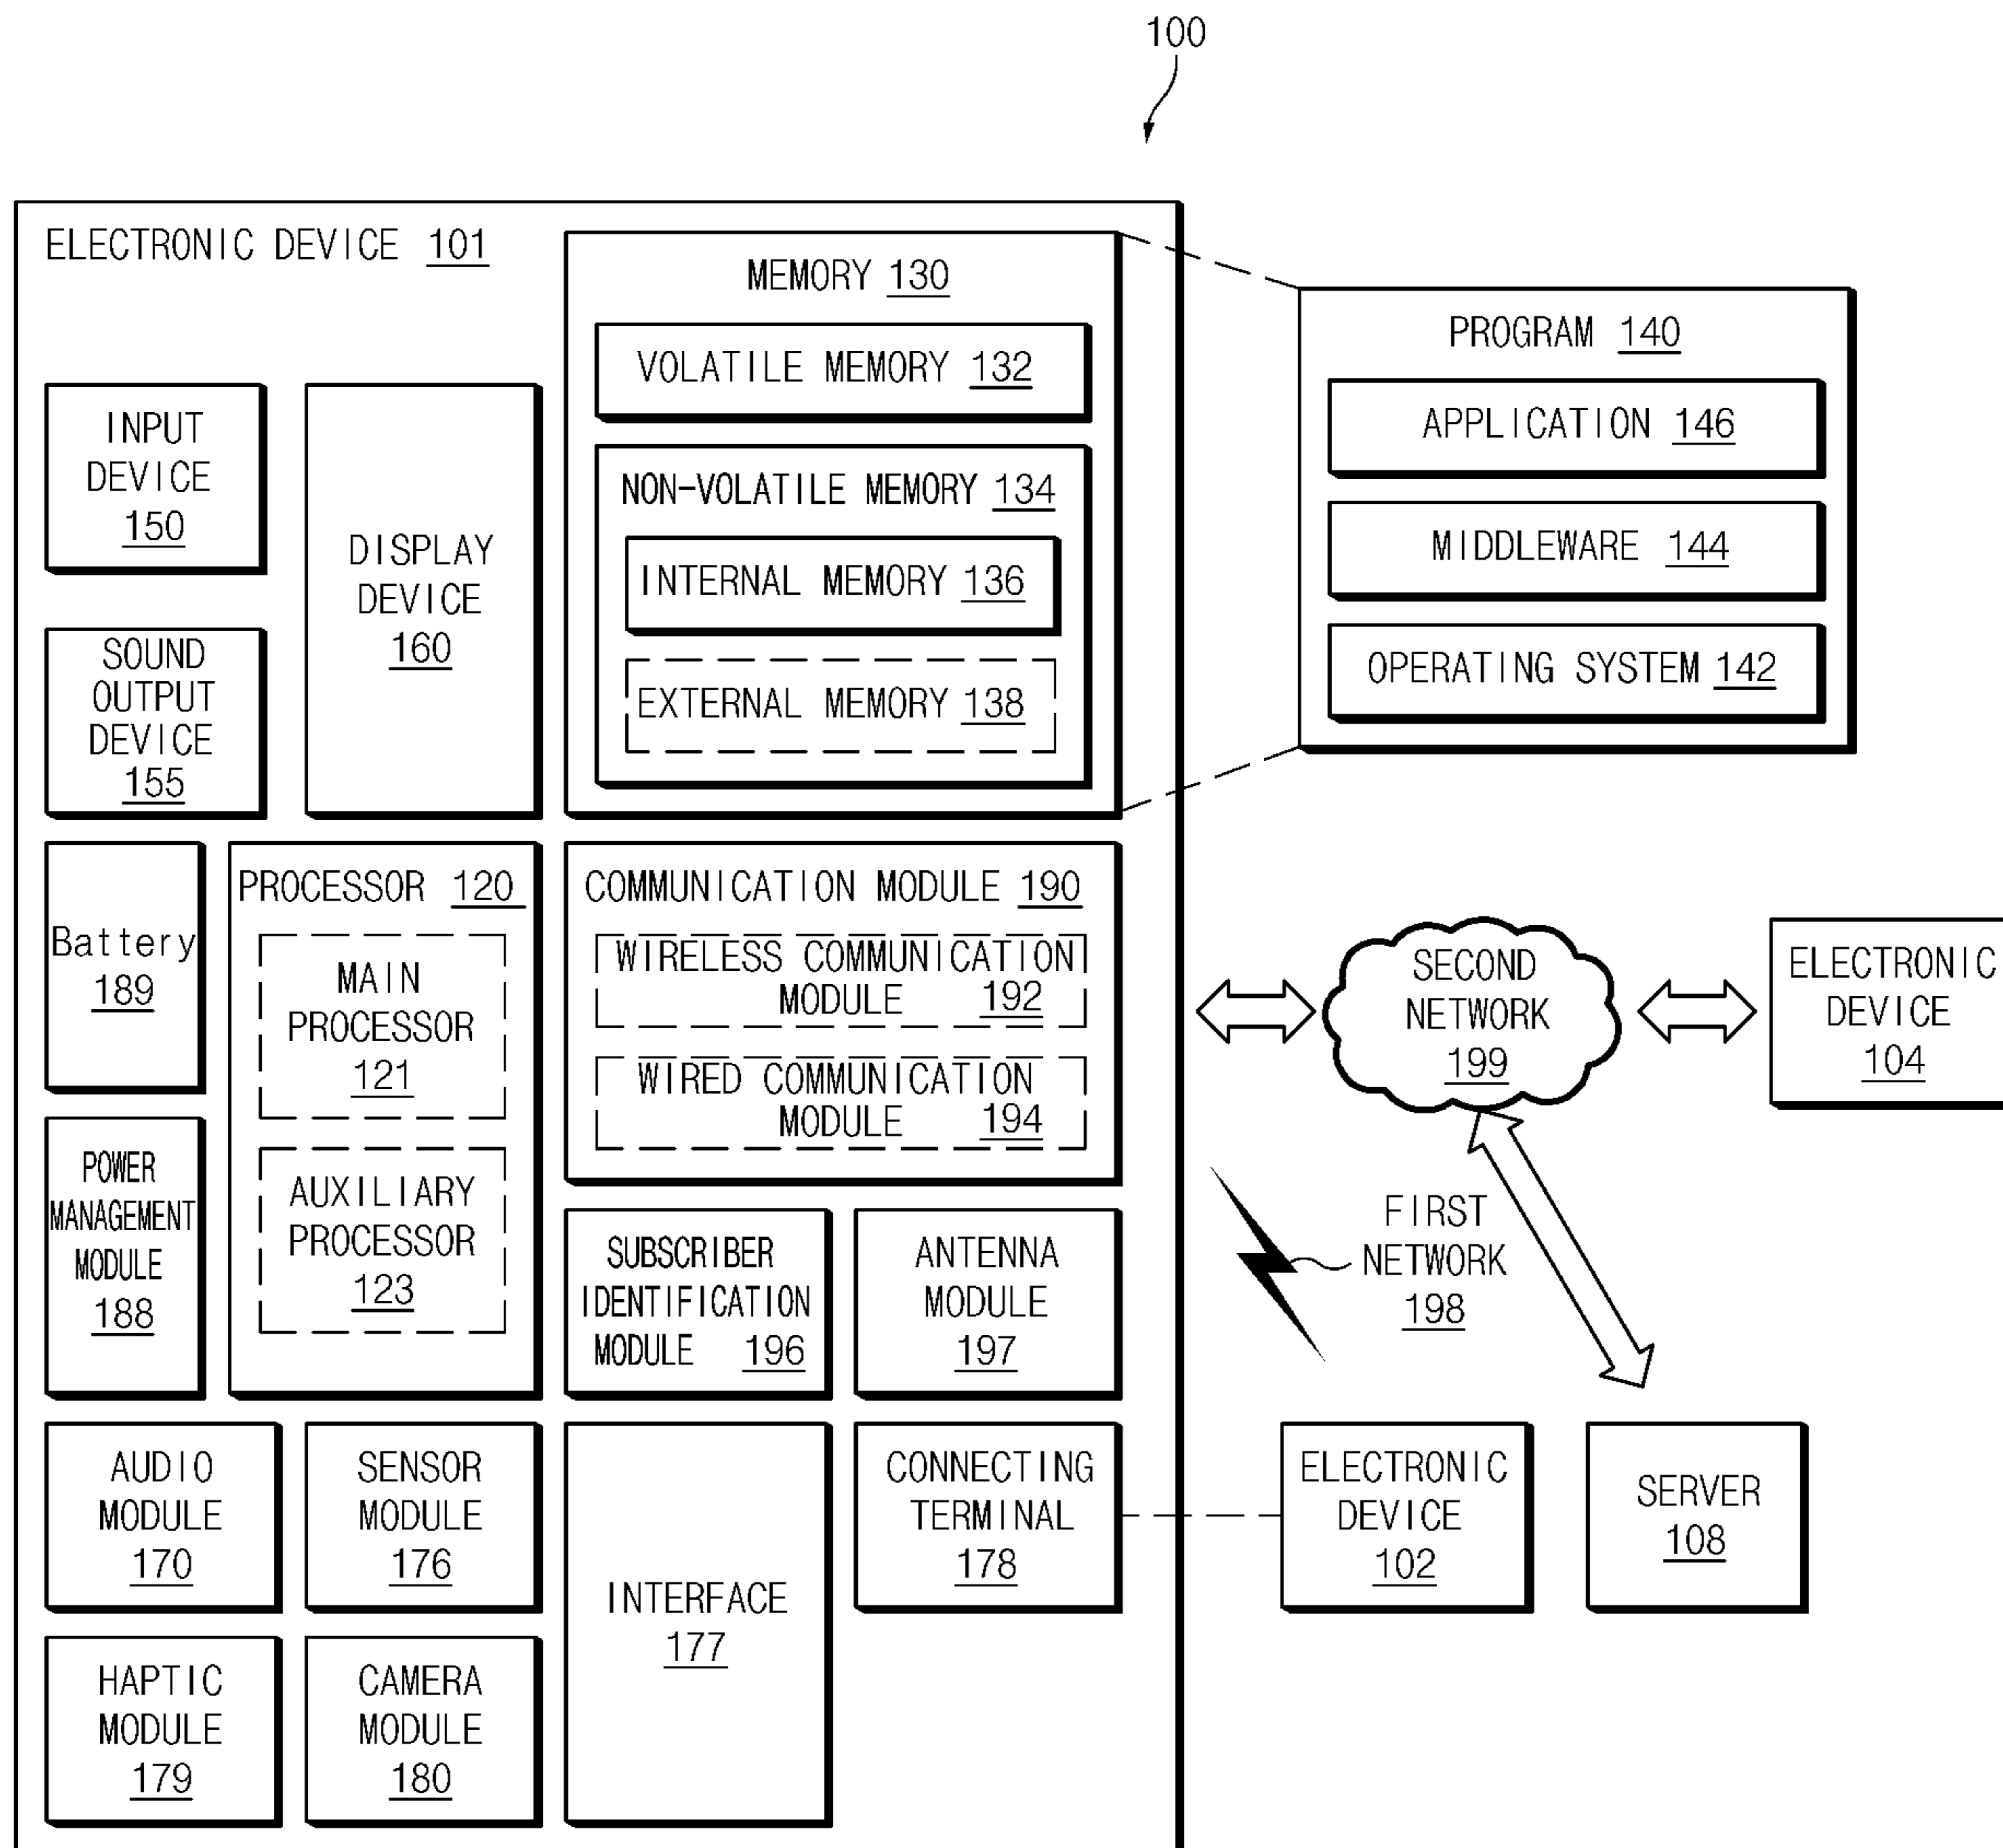 100
ELECTRONIC DEVICE 101
MEMORY 130
VOLATILE MEMORY 132
NON-VOLATILE MEMORY 134
INTERNAL MEMORY 136
EXTERNAL MEMORY 138
PROGRAM 140
APPLICATION 146
MIDDLEWARE 144
OPERATING SYSTEM 142
INPUT
DEVICE
150
DISPLAY
DEVICE
160
SOUND
OUTPUT
DEVICE
155
Battery
189
PROCESSOR 120
MAIN
PROCESSOR
121
AUXILIARY
PROCESSOR
123
POWER
MANAGEMENT
MODULE
188
COMMUNICATION MODULE 190
WIRELESS COMMUNICATION
MODULE 192
WIRED COMMUNICATION
MODULE 194
SECOND
NETWORK
199
ELECTRONIC
DEVICE
104
SUBSCRIBER
IDENTIFICATION
MODULE 196
ANTENNA
MODULE
197
FIRST
NETWORK
198
AUDIO
MODULE
170
SENSOR
MODULE
176
INTERFACE
177
CONNECTING
TERMINAL
178
ELECTRONIC
DEVICE
102
SERVER
108
HAPTIC
MODULE
179
CAMERA
MODULE
180